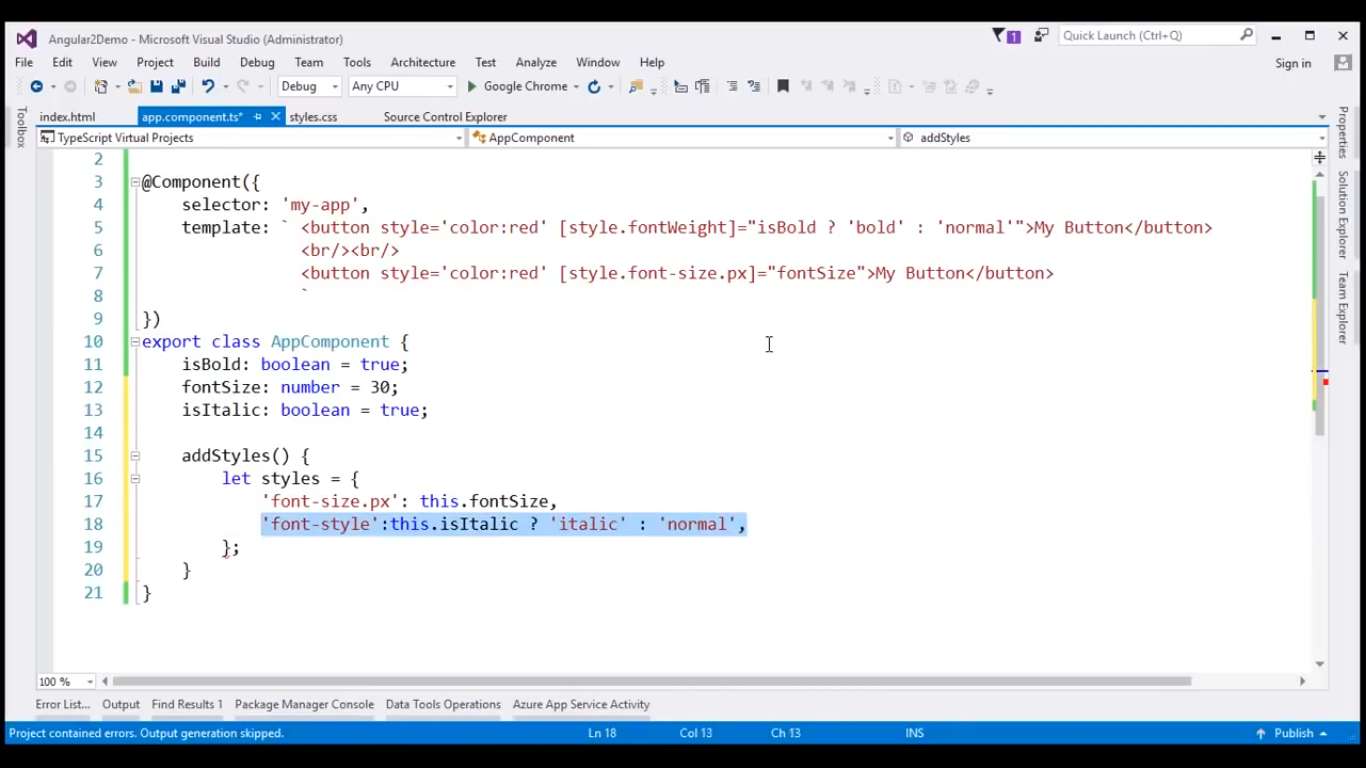 Angular2Demo - Microsoft Visual Studio (Administrator)
1
Quick Launch (Ctrl+Q)
File Edit View Project Build Debug Team Tools Architecture Test Analyze Window Help
Sign in
Debug Any CPU Google Chrome
Toolbox
index.html app.component.ts* styles.css Source Control Explorer
TypeScript Virtual Projects AppComponent addStyles
Properties
Solution Explorer
Team Explorer
2
3 @Component({
4 selector: 'my-app',
5 template: ` <button style='color:red' [style.fontWeight]="isBold ? 'bold' : 'normal'">My Button</button>
6 <br/><br/>
7 <button style='color:red' [style.font-size.px]="fontSize">My Button</button>
8 `
9 })
10 export class AppComponent {
11 isBold: boolean = true;
12 fontSize: number = 30;
13 isItalic: boolean = true;
14
15 addStyles() {
16 let styles = {
17 'font-size.px': this.fontSize,
18 'font-style':this.isItalic ? 'italic' : 'normal',
19 };
20 }
21 }
100 %
Error List... Output Find Results 1 Package Manager Console Data Tools Operations Azure App Service Activity
Project contained errors. Output generation skipped. Ln 18 Col 13 Ch 13 INS Publish